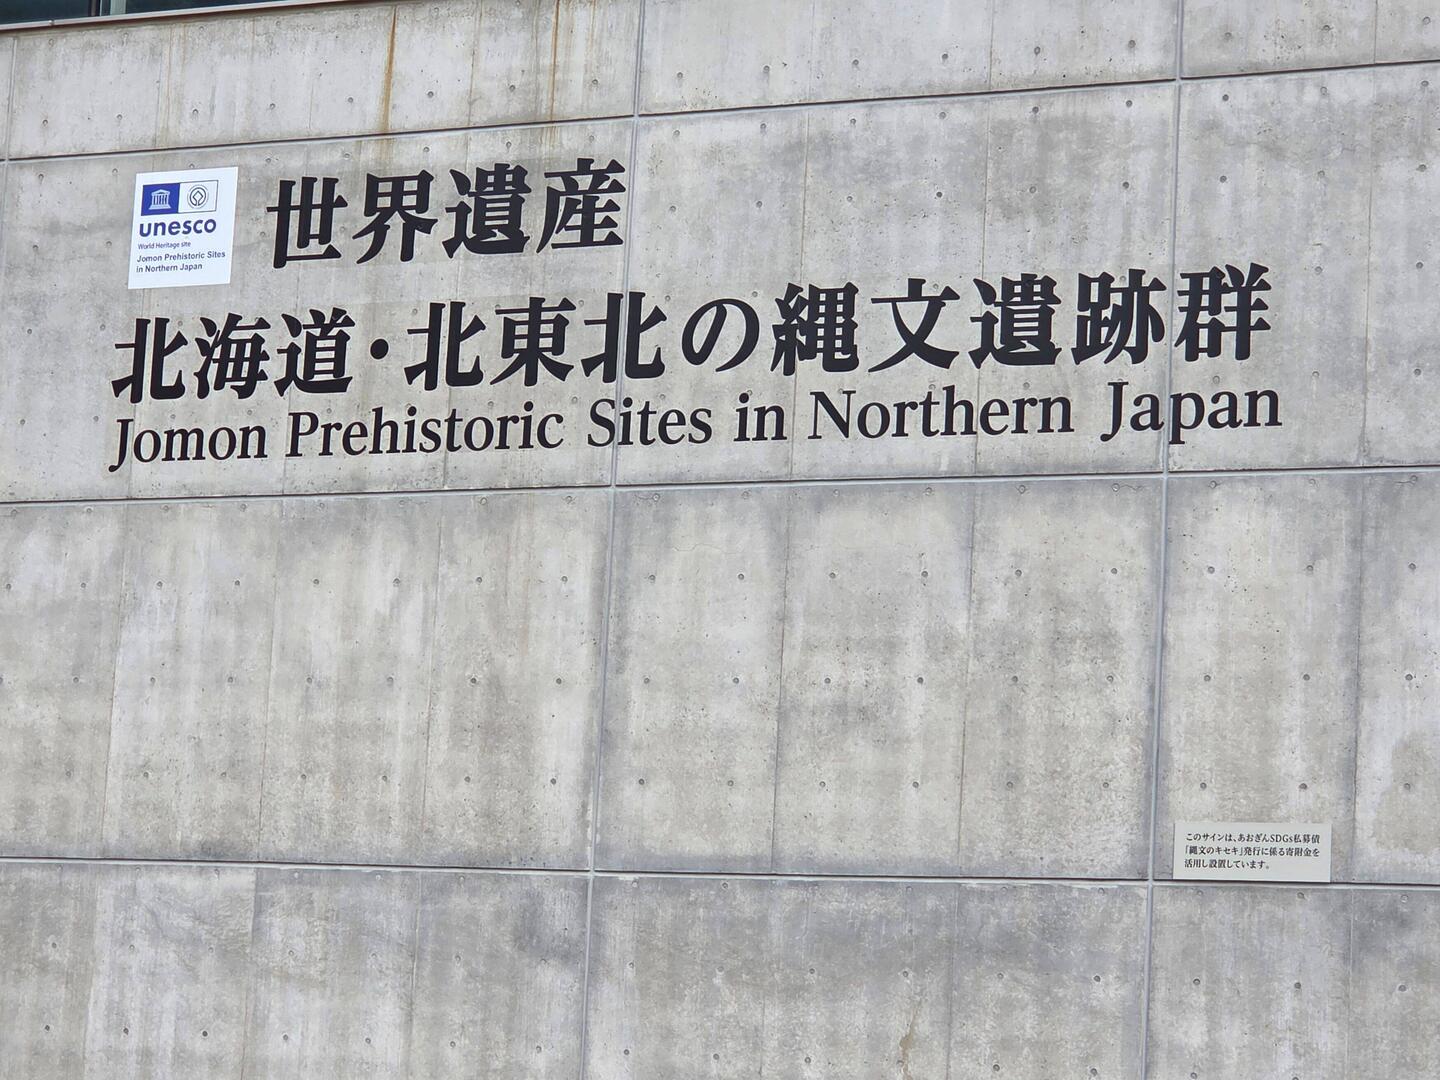 unesco
World Heritage site
Jomon Prehistoric Sites
in Northern Japan
世界遺産
北海道・北東北の縄文遺跡群
Jomon Prehistoric Sites in Northern Japan
このサインは、あおぎんSDGs私募債
「縄文のキセキ」発行に係る寄附金を
活用し設置しています。